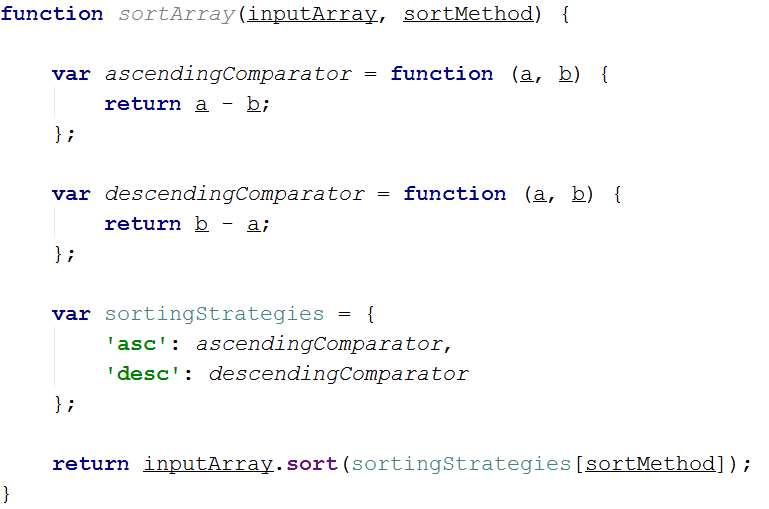 function sortArray(inputArray, sortMethod) {
    var ascendingComparator = function (a, b) {
        return a - b;
    };
    var descendingComparator = function (a, b) {
        return b - a;
    };
    var sortingStrategies = {
        'asc': ascendingComparator,
        'desc': descendingComparator
    };
    return inputArray.sort(sortingStrategies[sortMethod]);
}